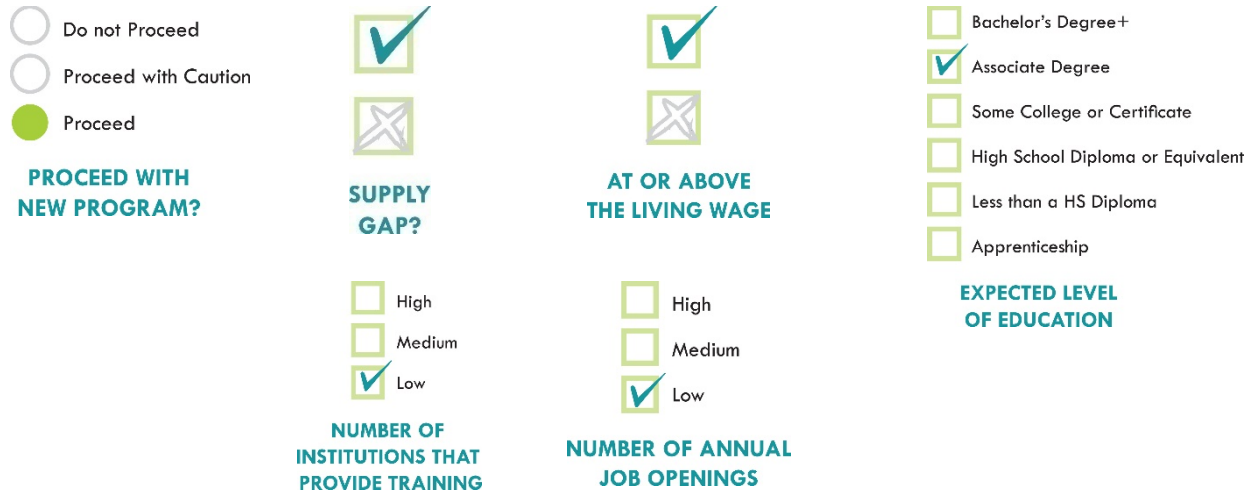 Do not Proceed
Proceed with Caution
Proceed
PROCEED WITH
NEW PROGRAM?
SUPPLY
GAP?
AT OR ABOVE
THE LIVING WAGE
Bachelor's Degree+
Associate Degree
Some College or Certificate
High School Diploma or Equivalent
Less than a HS Diploma
Apprenticeship
EXPECTED LEVEL
OF EDUCATION
High
Medium
Low
NUMBER OF
INSTITUTIONS THAT
PROVIDE TRAINING
High
Medium
Low
NUMBER OF ANNUAL
JOB OPENINGS